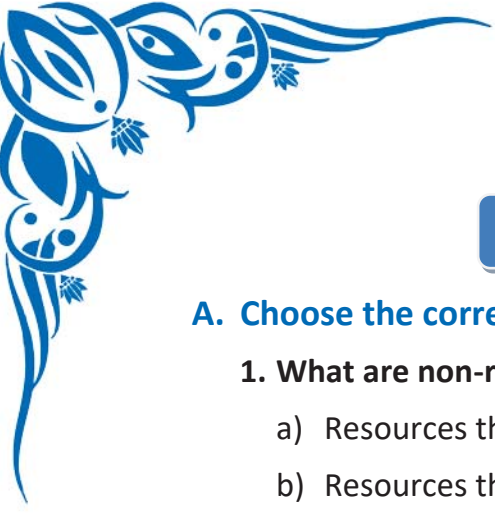 A. Choose the corre
1. What are non-r
a) Resources th
b) Resources th